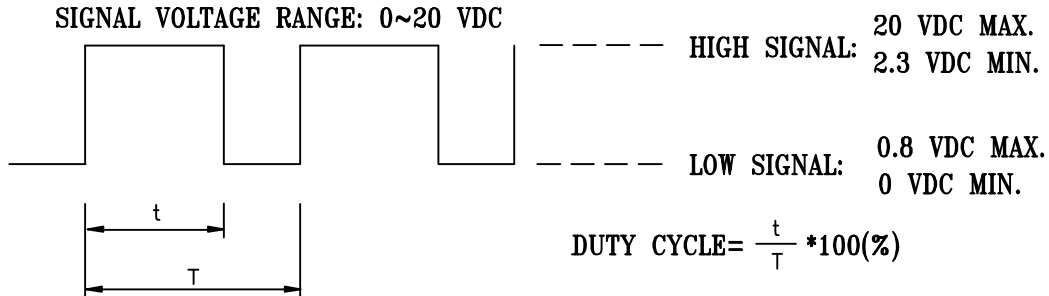 SIGNAL VOLTAGE RANGE: 0~20 VDC
HIGH SIGNAL: 20 VDC MAX.
2.3 VDC MIN.
LOW SIGNAL: 0.8 VDC MAX.
0 VDC MIN.
t
T
DUTY CYCLE= t/T *100(%)